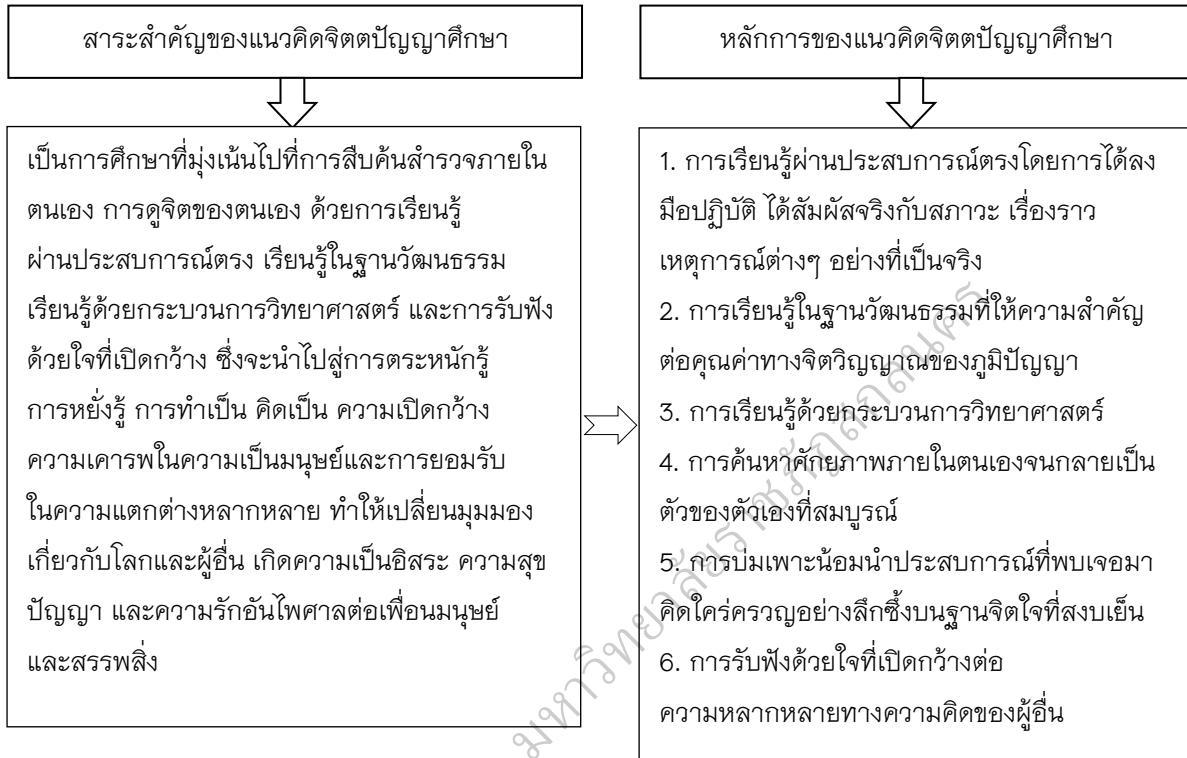 สาระสำคัญของแนวคิดจิตตปัญญาศึกษา
เป็นการศึกษาที่มุ่งเน้นไปที่การสืบค้นสำรวจภายใน
ตนเอง การดูจิตของตนเอง ด้วยการเรียนรู้
ผ่านประสบการณ์ตรง เรียนรู้ในฐานวัฒนธรรม
เรียนรู้ด้วยกระบวนการวิทยาศาสตร์ และการรับฟัง
ด้วยใจที่เปิดกว้าง ซึ่งจะนำไปสู่การตระหนักรู้
การหยั่งรู้ การทำเป็น คิดเป็น ความเปิดกว้าง
ความเคารพในความเป็นมนุษย์และการยอมรับ
ในความแตกต่างหลากหลาย ทำให้เปลี่ยนมุมมอง
เกี่ยวกับโลกและผู้อื่น เกิดความเป็นอิสระ ความสุข
ปัญญา และความรักอันไพศาลต่อเพื่อนมนุษย์
และสรรพสิ่ง
หลักการของแนวคิดจิตตปัญญาศึกษา
1. การเรียนรู้ผ่านประสบการณ์ตรงโดยการได้ลง
มือปฏิบัติ ได้สัมผัสจริงกับสภาวะ เรื่องราว
เหตุการณ์ต่างๆ อย่างที่เป็นจริง
2. การเรียนรู้ในฐานวัฒนธรรมที่ให้ความสำคัญ
ต่อคุณค่าทางจิตวิญญาณของภูมิปัญญา
3. การเรียนรู้ด้วยกระบวนการวิทยาศาสตร์
4. การค้นหาศักยภาพภายในตนเองจนกลายเป็น
ตัวของตัวเองที่สมบูรณ์
5. การบ่มเพาะน้อมนำประสบการณ์ที่พบเจอมา
คิดใคร่ครวญอย่างลึกซึ้งบนฐานจิตใจที่สงบเย็น
6. การรับฟังด้วยใจที่เปิดกว้างต่อ
ความหลากหลายทางความคิดของผู้อื่น
มหาวิทยาลัยราชภัฏสกลนคร